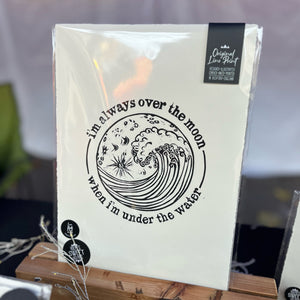 Original
Lino Print
i'm always over the moon
when i'm under the water